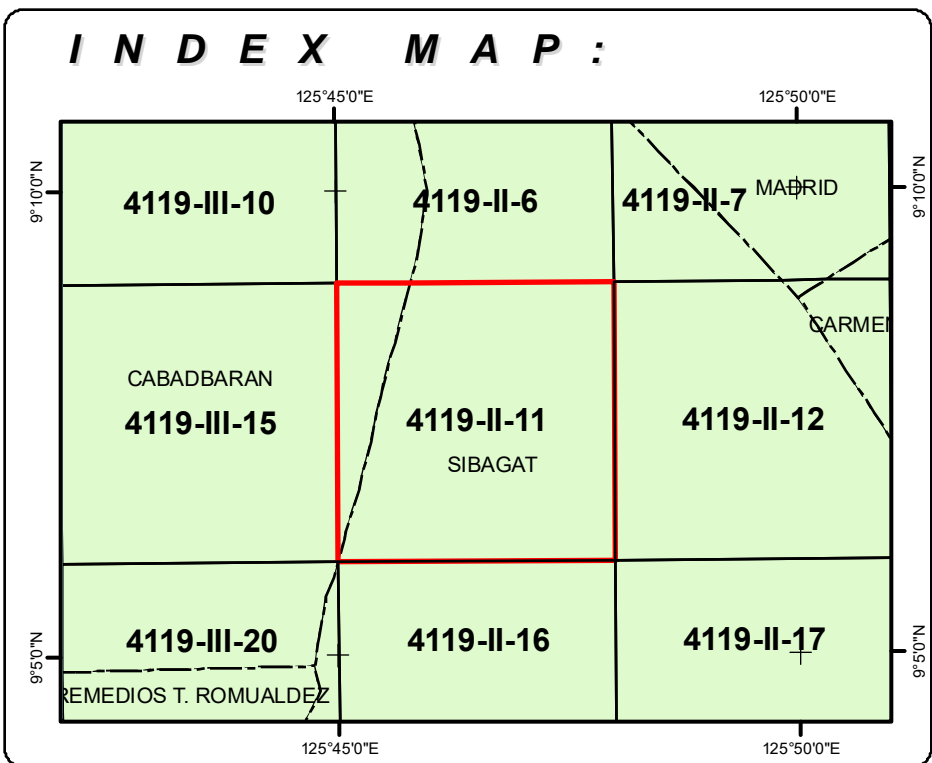 INDEX MAP:
125°45'0"E 125°50'0"E
9°10'0"N 9°10'0"N
4119-III-10 4119-II-6 4119-II-7 MADRID
CARMEN
CABADBARAN
4119-III-15 4119-II-11 4119-II-12
SIBAGAT
4119-III-20 4119-II-16 4119-II-17
9°5'0"N 9°5'0"N
REMEDIOS T. ROMUALDEZ
125°45'0"E 125°50'0"E